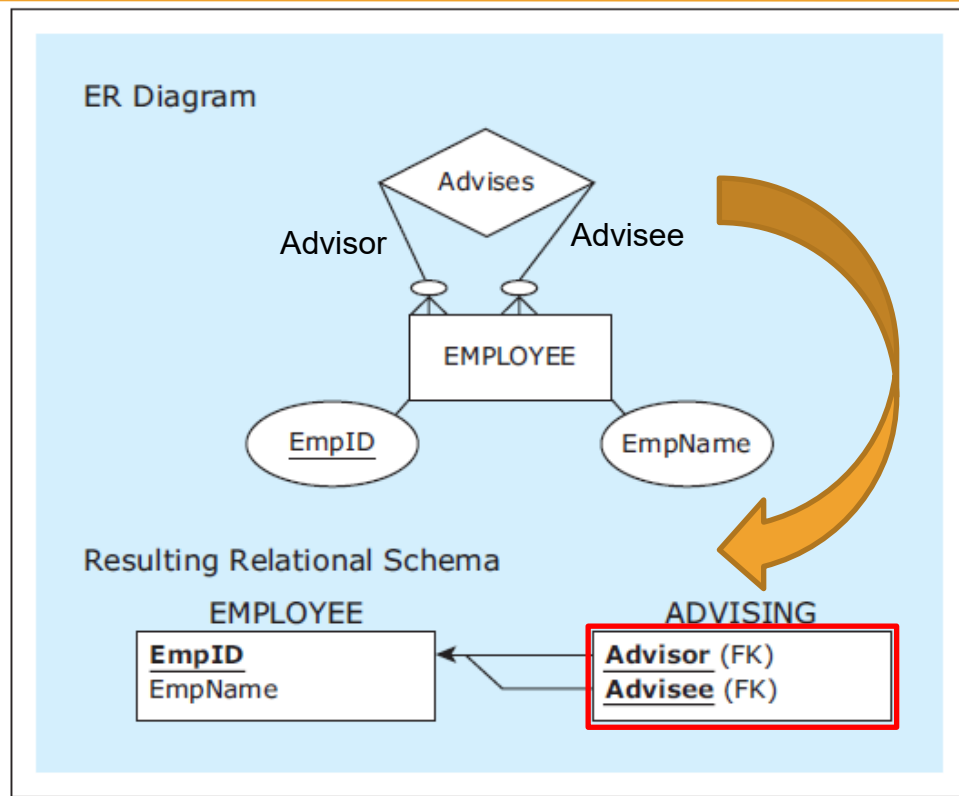 ER Diagram
Advises
Advisor
Advisee
EMPLOYEE
EmpID
EmpName
Resulting Relational Schema
EMPLOYEE
EmpID
EmpName
ADVISING
Advisor (FK)
Advisee (FK)